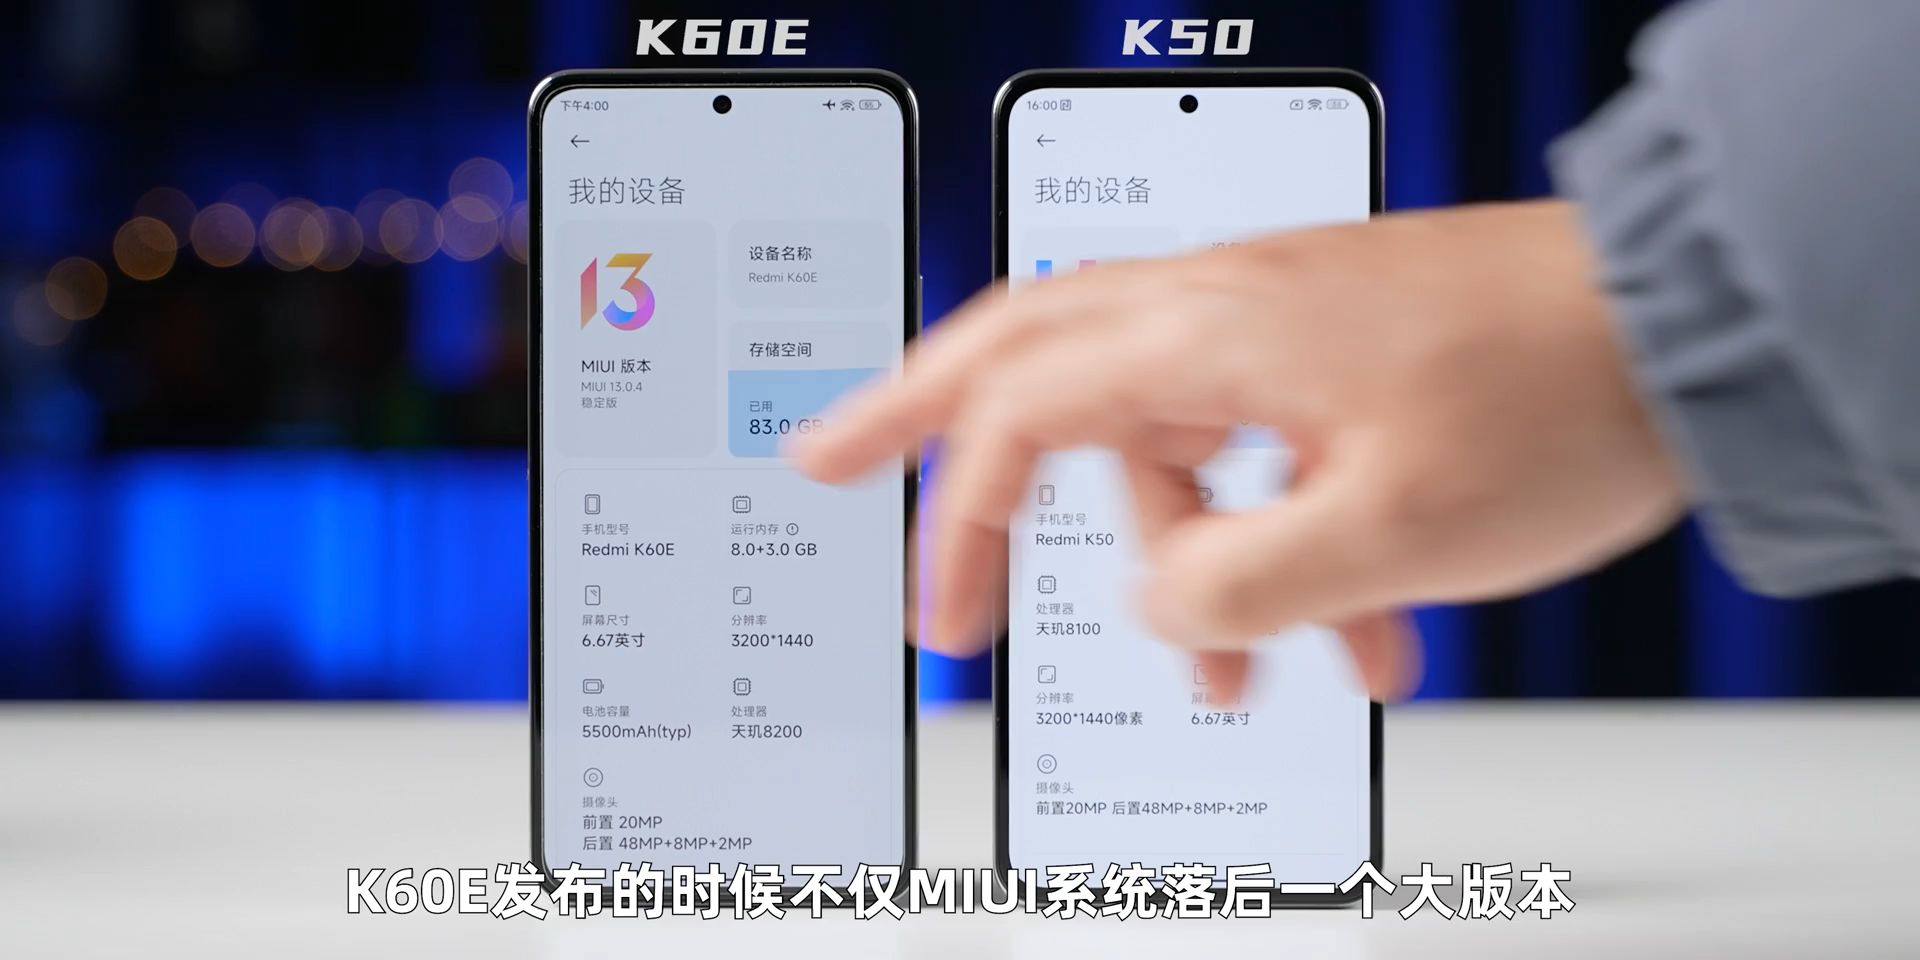 K60E
K50
下午4:00
55
我的设备
13
设备名称
Redmi K60E
存储空间
MIUI 版本
MIUI 13.0.4
稳定版
已用
83.0 GB
手机型号
Redmi K60E
运行内存
8.0+3.0 GB
屏幕尺寸
6.67英寸
分辨率
3200*1440
电池容量
5500mAh(typ)
处理器
天玑8200
摄像头
前置 20MP
后置 48MP+8MP+2MP
16:00
我的设备
手机型号
Redmi K50
处理器
天玑8100
分辨率
3200*1440像素
6.67英寸
摄像头
前置20MP 后置48MP+8MP+2MP
K60E发布的时候不仅MIUI系统落后一个大版本